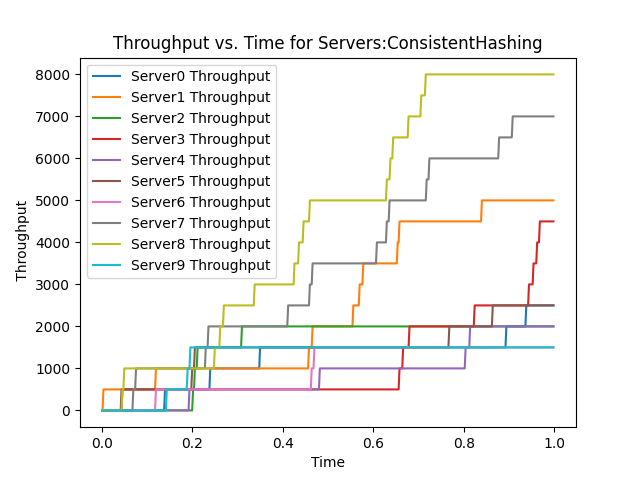 Throughput vs. Time for Servers:ConsistentHashing
8000
7000
6000
5000
4000
3000
2000
1000
0
Throughput
Server0 Throughput
Server1 Throughput
Server2 Throughput
Server3 Throughput
Server4 Throughput
Server5 Throughput
Server6 Throughput
Server7 Throughput
Server8 Throughput
Server9 Throughput
0.0 0.2 0.4 0.6 0.8 1.0
Time